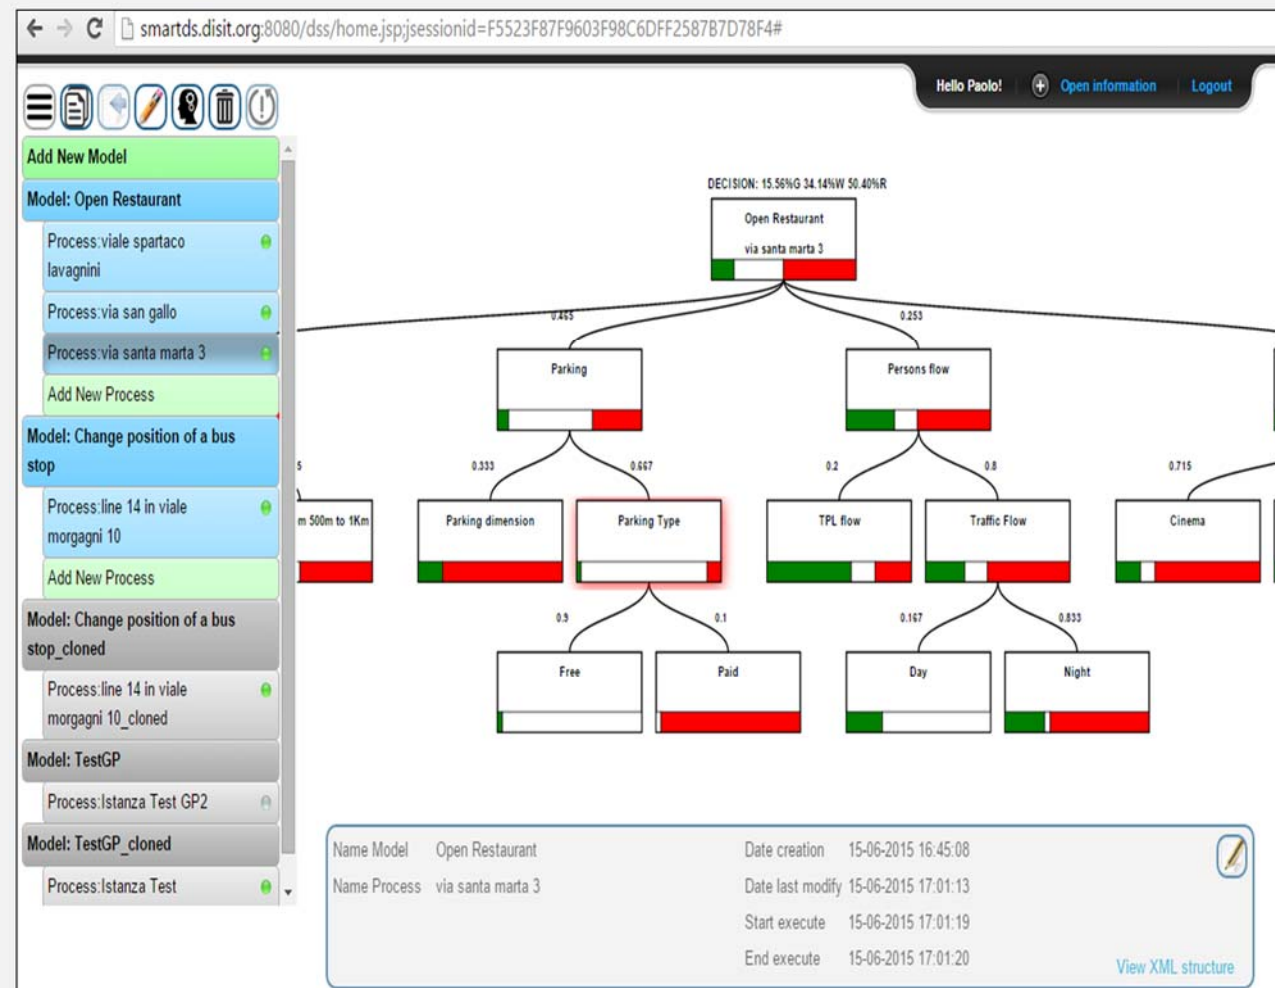 smartds.disit.org:8080/dss/home.jsp;jsessionid=F5523F87F9603F98C6DFF2587B7D78F4#
Hello Paolo!
Open information
Logout
Add New Model
Model: Open Restaurant
Process:viale spartaco
lavagnini
Process:via san gallo
Process:via santa marta 3
Add New Process
Model: Change position of a bus
stop
Process:line 14 in viale
morgagni 10
Add New Process
Model: Change position of a bus
stop_cloned
Process:line 14 in viale
morgagni 10_cloned
Model: TestGP
Process:Istanza Test GP2
Model: TestGP_cloned
Process:Istanza Test
DECISION: 15.56%G 34.14%W 50.40%R
Open Restaurant
via santa marta 3
0.465
0.253
Parking
Persons flow
5
0.333
0.667
0.2
0.8
0.715
m 500m to 1Km
Parking dimension
Parking Type
TPL flow
Traffic Flow
Cinema
0.9
0.1
0.167
0.833
Free
Paid
Day
Night
Name Model Open Restaurant
Name Process via santa marta 3
Date creation 15-06-2015 16:45:08
Date last modify 15-06-2015 17:01:13
Start execute 15-06-2015 17:01:19
End execute 15-06-2015 17:01:20
View XML structure